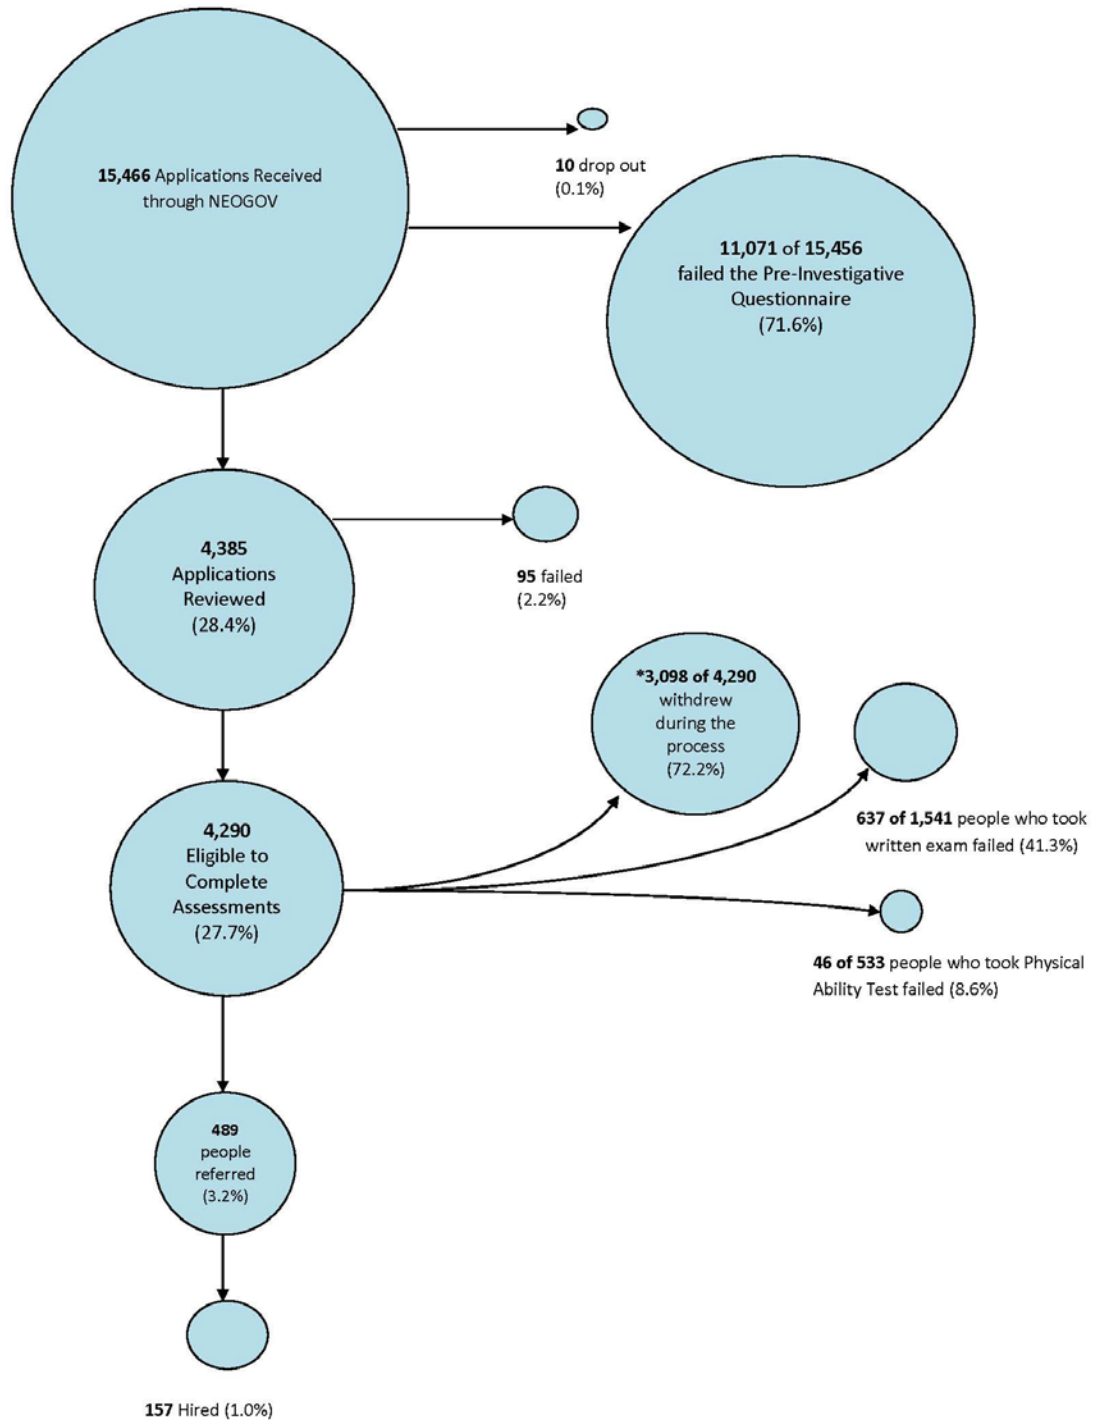 15,466 Applications Received
through NEOGOV
10 drop out
(0.1%)
11,071 of 15,456
failed the Pre-Investigative
Questionnaire
(71.6%)
4,385
Applications
Reviewed
(28.4%)
95 failed
(2.2%)
*3,098 of 4,290
withdrew
during the
process
(72.2%)
637 of 1,541 people who took
written exam failed (41.3%)
4,290
Eligible to
Complete
Assessments
(27.7%)
46 of 533 people who took Physical
Ability Test failed (8.6%)
489
people
referred
(3.2%)
157 Hired (1.0%)